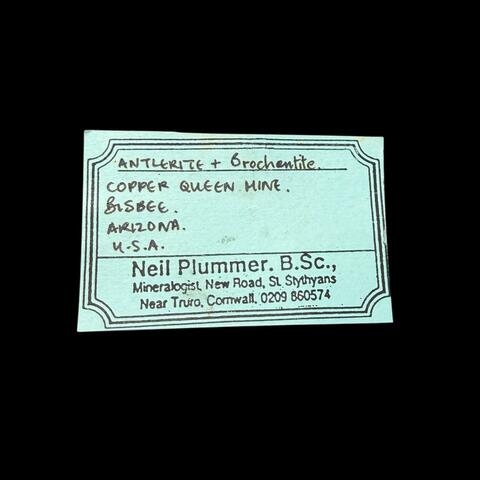 ANTLERITE + Brochantite.
COPPER QUEEN MINE.
BISBEE.
ARIZONA.
U.S.A.
Neil Plummer. B.Sc.,
Mineralogist, New Road, St. Stythyans
Near Truro, Cornwall, 0209 860574